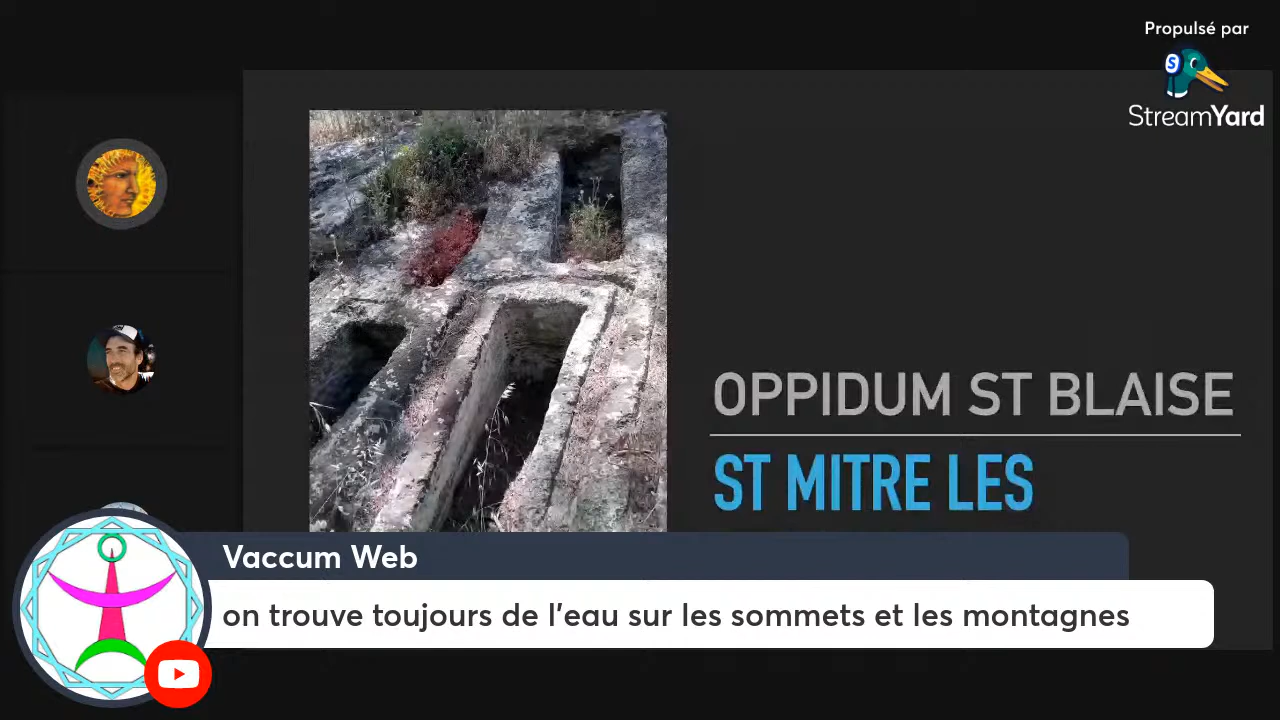 Propulsé par
StreamYard
OPPIDUM ST BLAISE
ST MITRE LES
Vaccum Web
on trouve toujours de l'eau sur les sommets et les montagnes